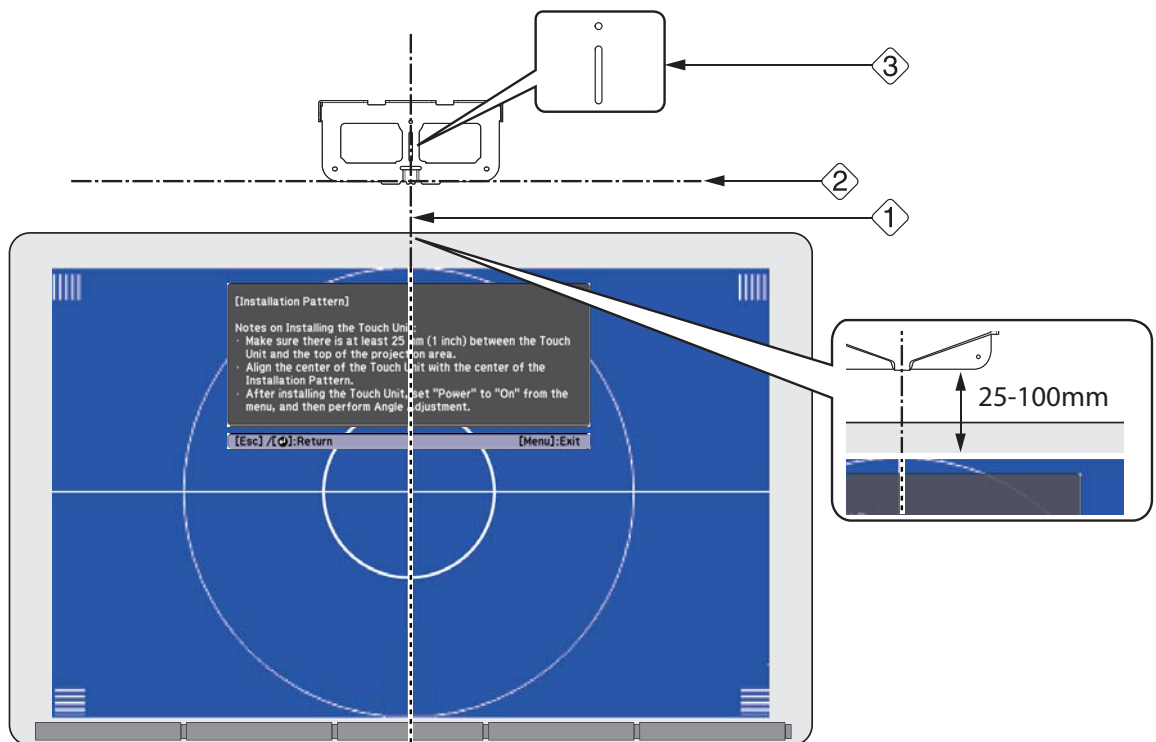 3
2
1
[Installation Pattern]
Notes on Installing the Touch Unit:
· Make sure there is at least 25 mm (1 inch) between the Touch
Unit and the top of the projection area.
· Align the center of the Touch Unit with the center of the
Installation Pattern.
· After installing the Touch Unit, set "Power" to "On" from the
menu, and then perform Angle Adjustment.
[Esc] /[⏎]:Return [Menu]:Exit
25-100mm